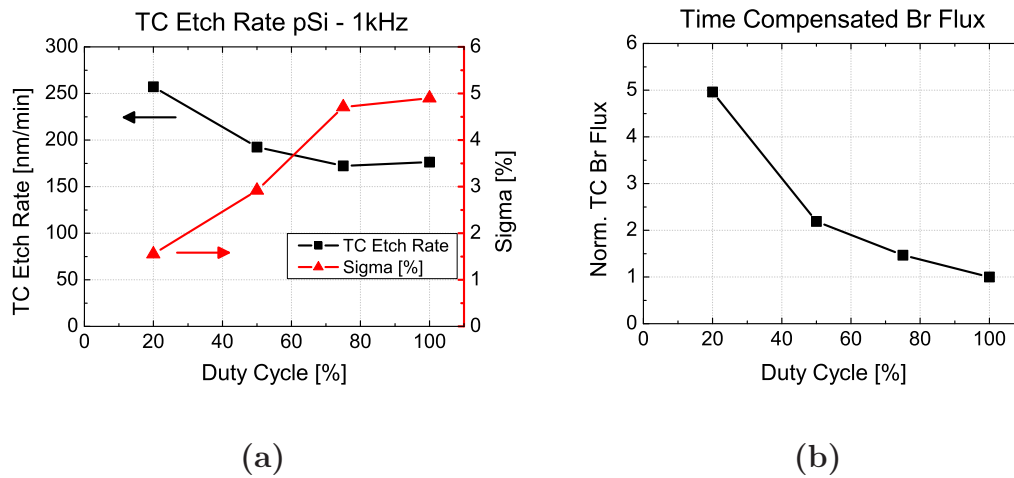 TC Etch Rate pSi - 1kHz
300
250
200
150
100
50
0
TC Etch Rate [nm/min]
6
5
4
3
2
1
0
Sigma [%]
TC Etch Rate
Sigma [%]
0 20 40 60 80 100
Duty Cycle [%]
(a)
Time Compensated Br Flux
6
5
4
3
2
1
0
Norm. TC Br Flux
0 20 40 60 80 100
Duty Cycle [%]
(b)